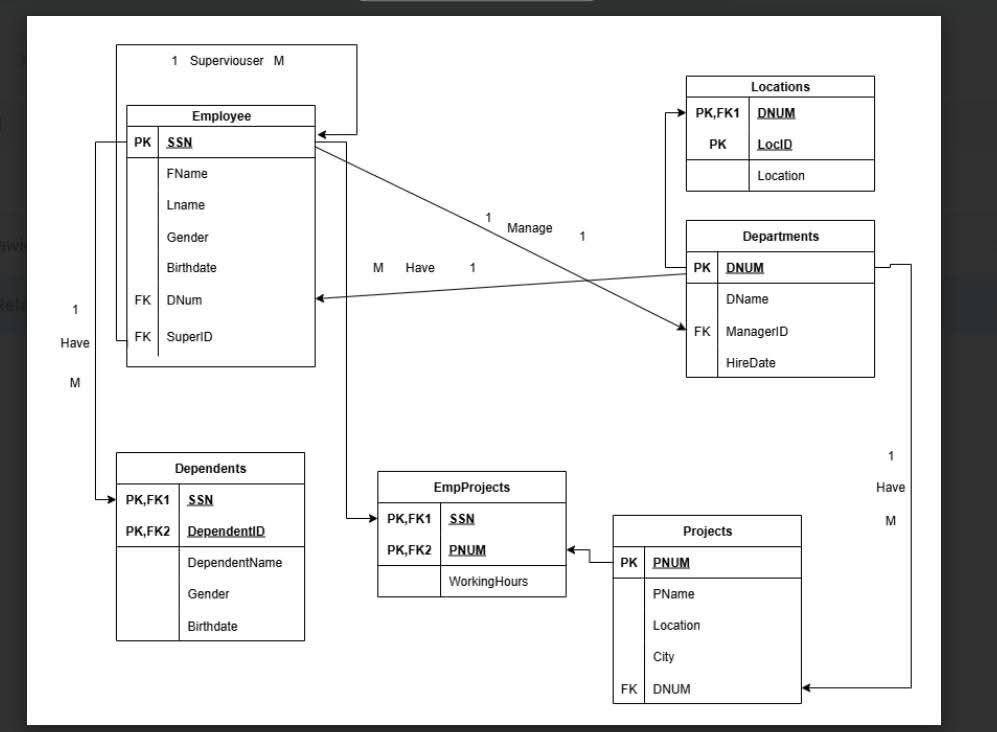 1 Superviouser M
Employee
PK SSN
FName
Lname
Gender
Birthdate
FK DNum
FK SuperID
Locations
PK,FK1 DNUM
PK LocID
Location
1 Manage 1
Departments
PK DNUM
DName
FK ManagerID
HireDate
M Have 1
1
Have
M
Dependents
PK,FK1 SSN
PK,FK2 DependentID
DependentName
Gender
Birthdate
EmpProjects
PK,FK1 SSN
PK,FK2 PNUM
WorkingHours
Projects
PK PNUM
PName
Location
City
FK DNUM
1
Have
M